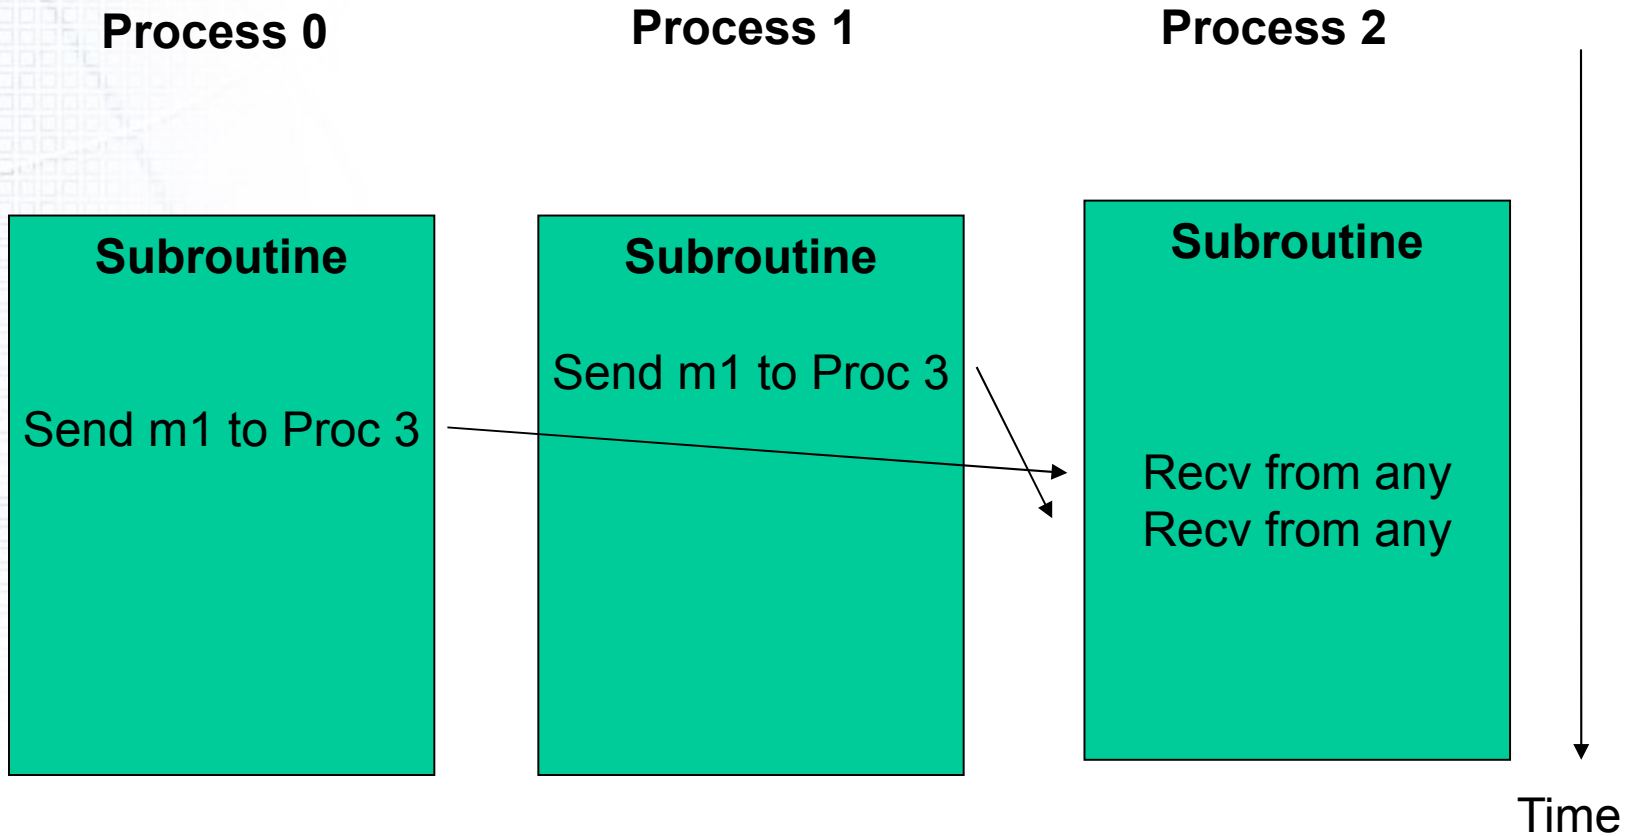 Process 0
Process 1
Process 2
Subroutine
Send m1 to Proc 3
Subroutine
Send m1 to Proc 3
Subroutine
Recv from any
Recv from any
Time